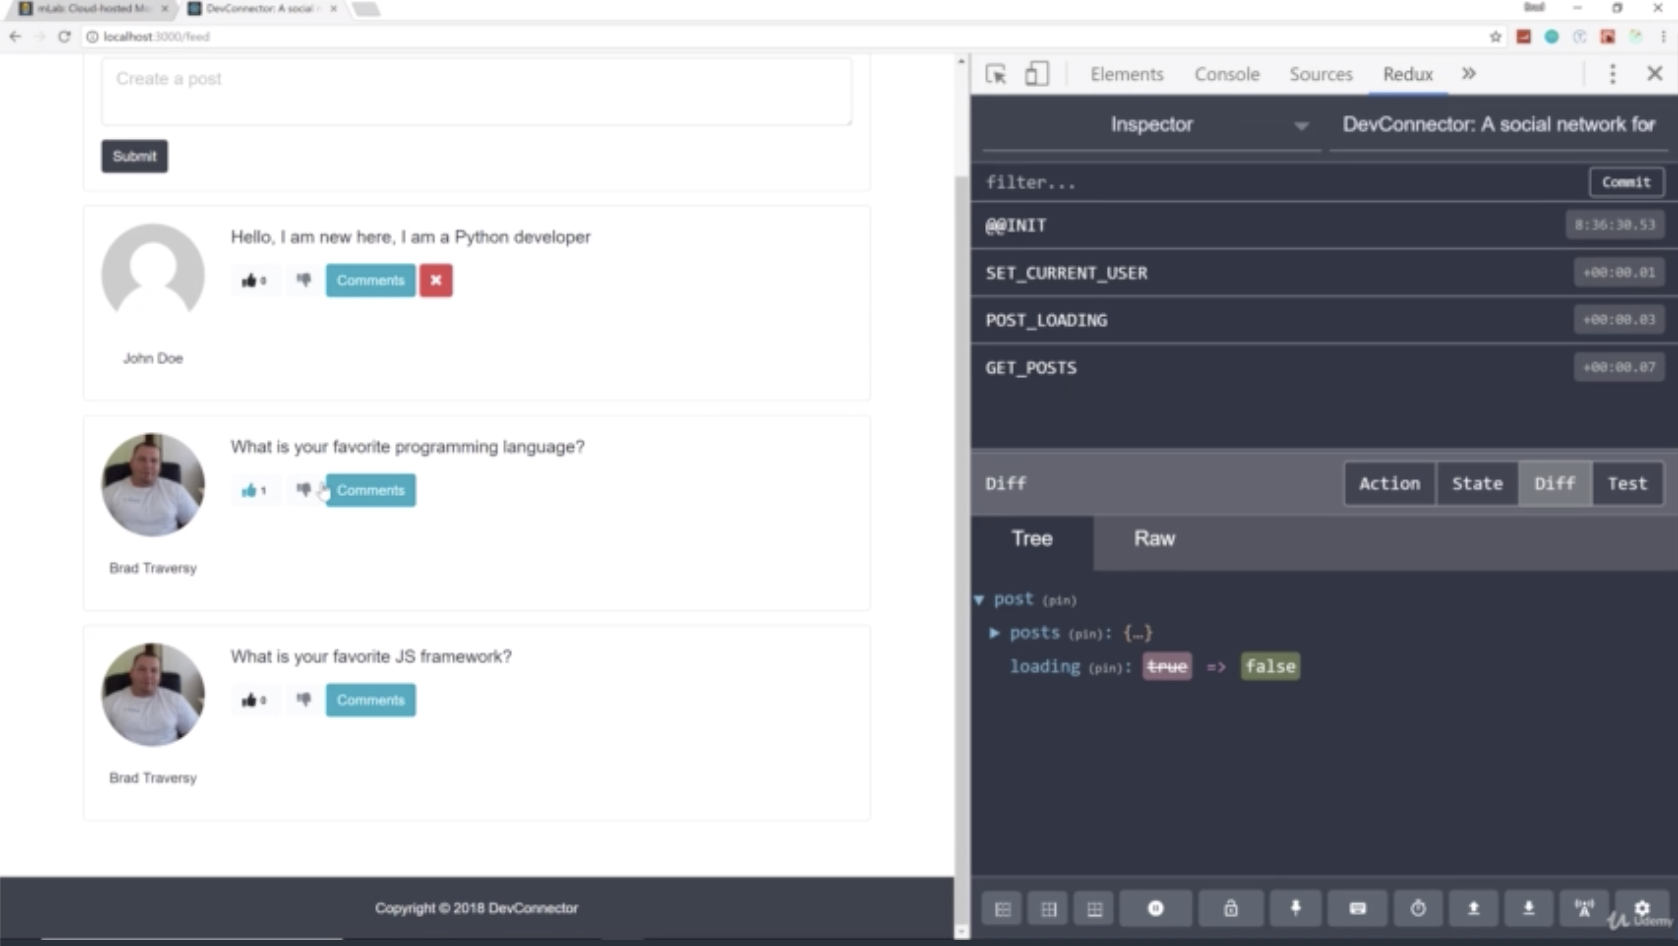 mLab: Cloud-hosted Mo
DevConnector: A social n
localhost:3000/feed
Create a post
Submit
Hello, I am new here, I am a Python developer
0
Comments
John Doe
What is your favorite programming language?
1
Comments
Brad Traversy
What is your favorite JS framework?
0
Comments
Brad Traversy
Copyright © 2018 DevConnector
Elements Console Sources Redux »
Inspector DevConnector: A social network for
filter...
Commit
@@INIT 8:36:30.53
SET_CURRENT_USER +00:00.01
POST_LOADING +00:00.03
GET_POSTS +00:00.07
Diff Action State Diff Test
Tree Raw
post (pin)
posts (pin): {…}
loading (pin): true => false
Udemy